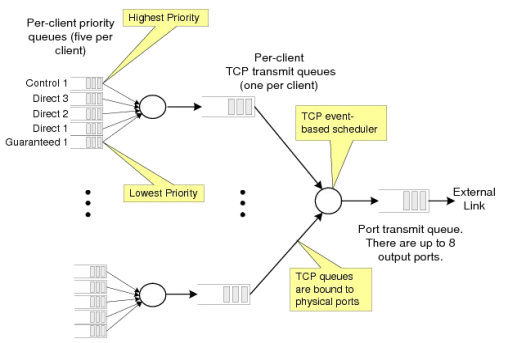 Per-client priority
queues (five per
client)
Highest Priority
Control 1
Direct 3
Direct 2
Direct 1
Guaranteed 1
Lowest Priority
Per-client
TCP transmit queues
(one per client)
TCP event-
based scheduler
External
Link
Port transmit queue.
There are up to 8
output ports.
TCP queues
are bound to
physical ports